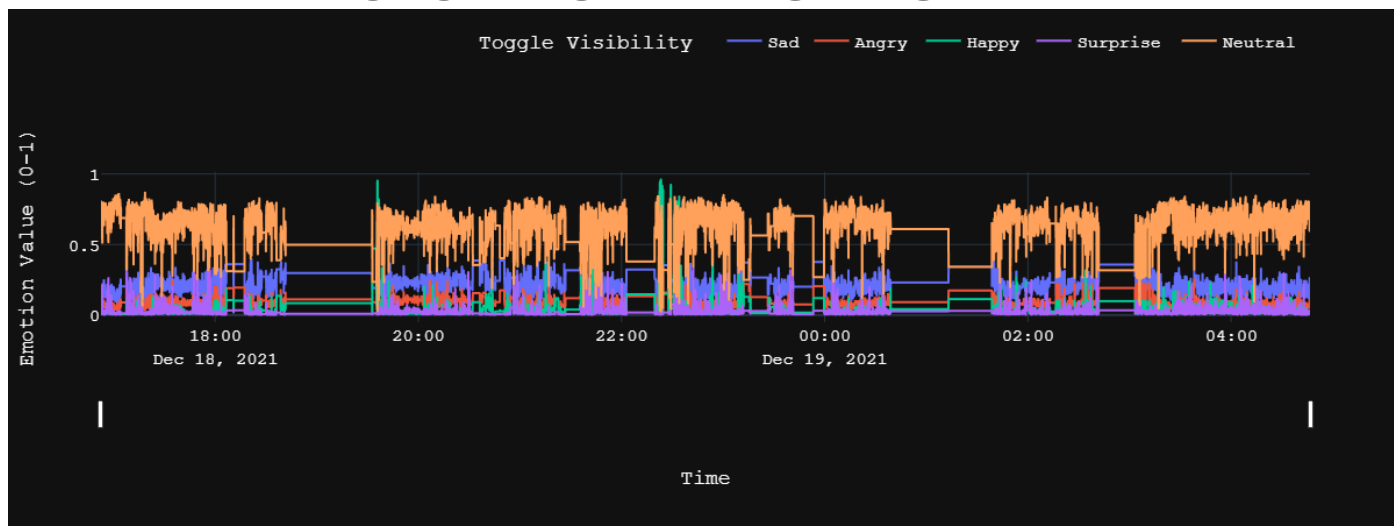 Toggle Visibility Sad Angry Happy Surprise Neutral
Emotion Value (0-1)
1
0.5
0
18:00 20:00 22:00 00:00 02:00 04:00
Dec 18, 2021 Dec 19, 2021
Time